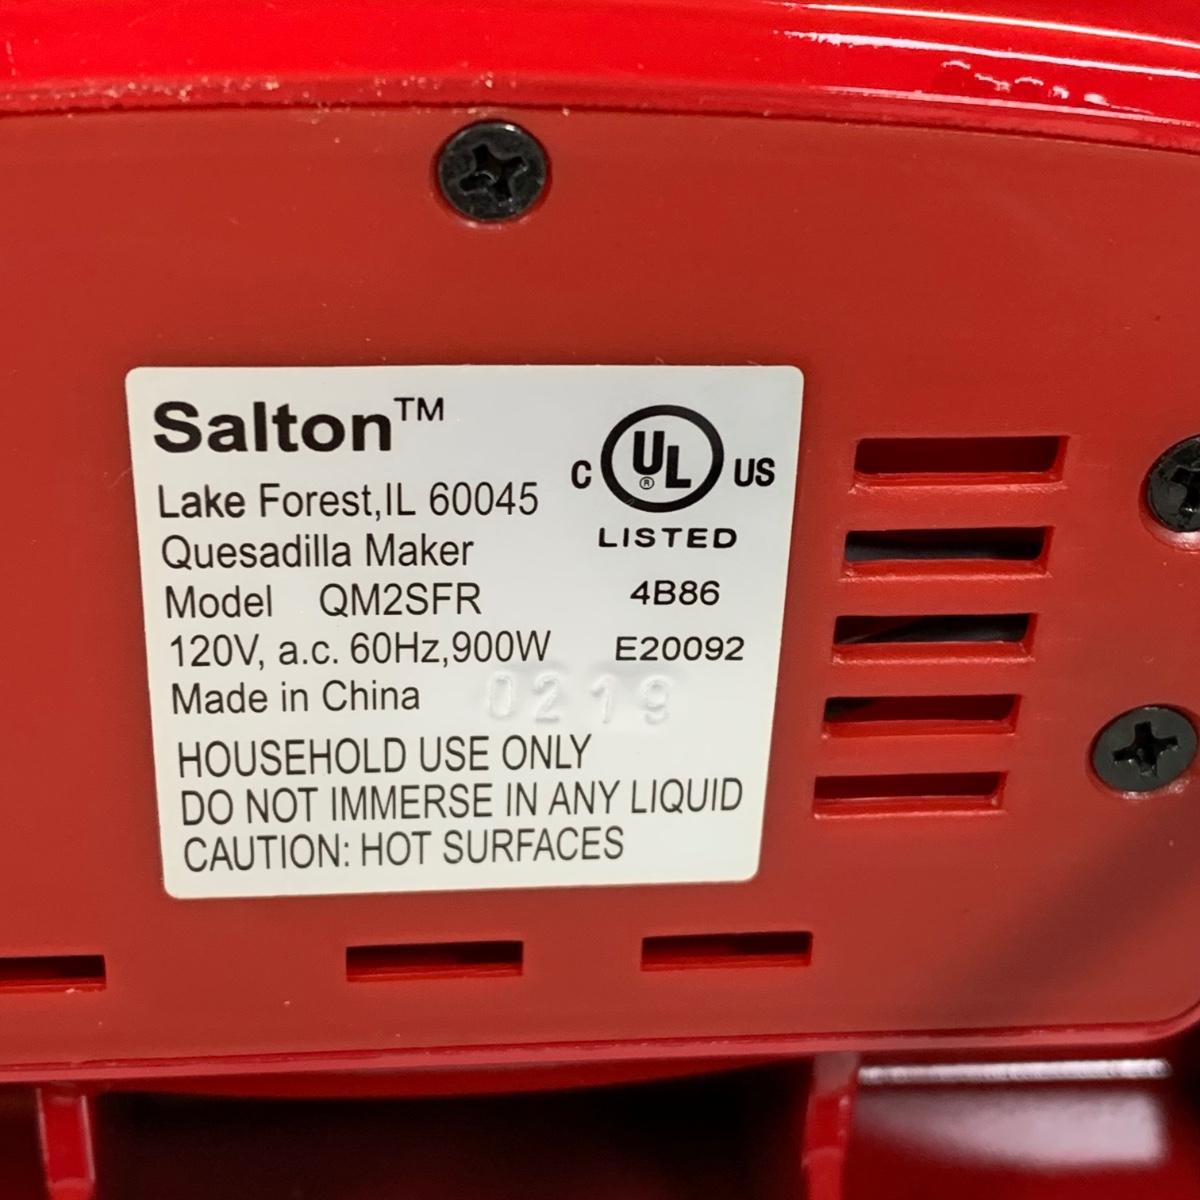 Salton™
Lake Forest,IL 60045
Quesadilla Maker
Model QM2SFR
120V, a.c. 60Hz,900W
Made in China
0219
HOUSEHOLD USE ONLY
DO NOT IMMERSE IN ANY LIQUID
CAUTION: HOT SURFACES
C UL® US
LISTED
4B86
E20092